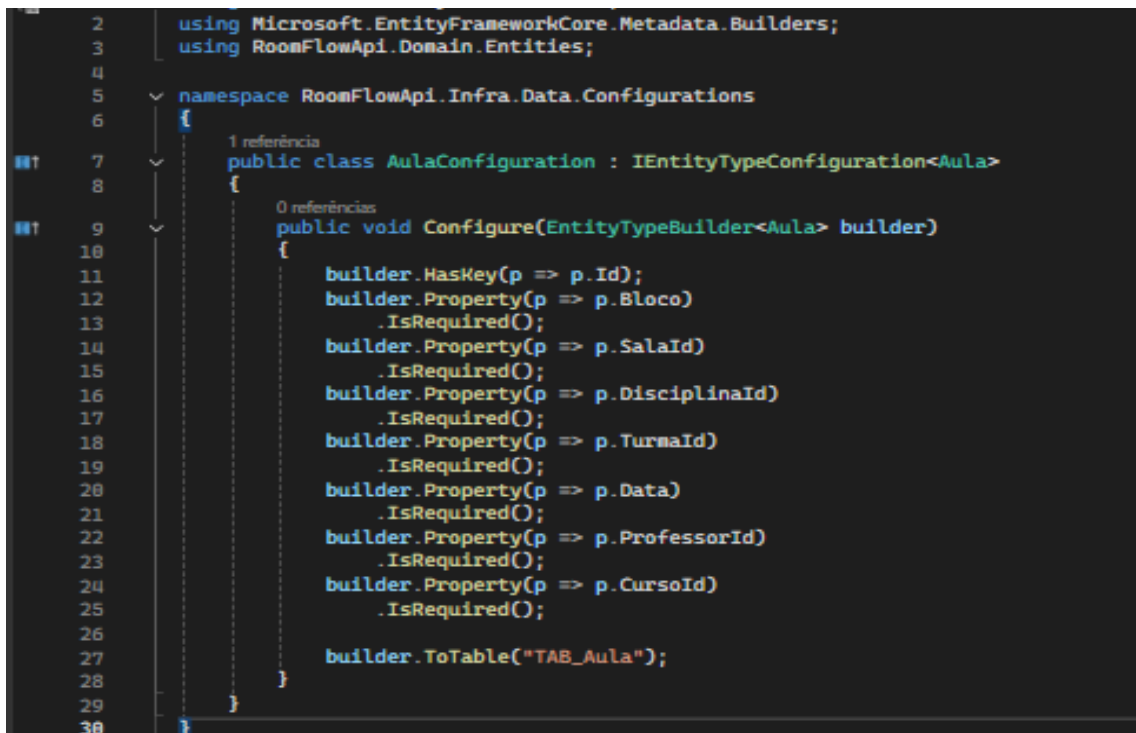 2 using Microsoft.EntityFrameworkCore.Metadata.Builders;
3 using RoomFlowApi.Domain.Entities;
4
5 namespace RoomFlowApi.Infra.Data.Configurations
6 {
1 referência
7 public class AulaConfiguration : IEntityTypeConfiguration<Aula>
8 {
0 referências
9 public void Configure(EntityTypeBuilder<Aula> builder)
10 {
11 builder.HasKey(p => p.Id);
12 builder.Property(p => p.Bloco)
13 .IsRequired();
14 builder.Property(p => p.SalaId)
15 .IsRequired();
16 builder.Property(p => p.DisciplinaId)
17 .IsRequired();
18 builder.Property(p => p.TurmaId)
19 .IsRequired();
20 builder.Property(p => p.Data)
21 .IsRequired();
22 builder.Property(p => p.ProfessorId)
23 .IsRequired();
24 builder.Property(p => p.CursoId)
25 .IsRequired();
26
27 builder.ToTable("TAB_Aula");
28 }
29 }
30 }